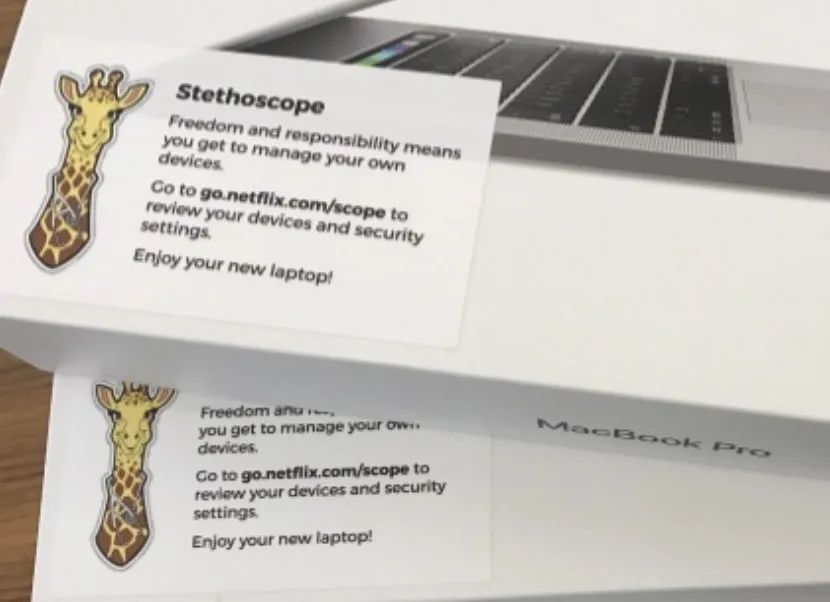 Stethoscope
Freedom and responsibility means
you get to manage your own
devices.
Go to go.netflix.com/scope to
review your devices and security
settings.
Enjoy your new laptop!
MacBook Pro
Freedom and
you get to manage your own
devices.
Go to go.netflix.com/scope to
review your devices and security
settings.
Enjoy your new laptop!